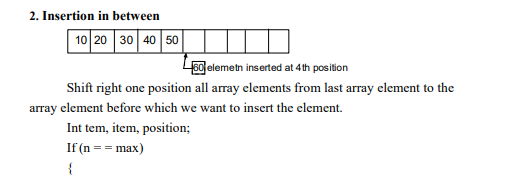 2. Insertion in between
10 20 30 40 50
60 elemetn inserted at 4th position
Shift right one position all array elements from last array element to the
array element before which we want to insert the element.
Int tem, item, position;
If (n = = max)
{